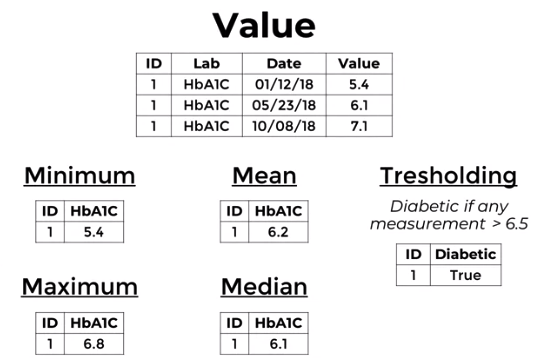 Value
ID Lab Date Value
1 HbA1C 01/12/18 5.4
1 HbA1C 05/23/18 6.1
1 HbA1C 10/08/18 7.1
Minimum
ID HbA1C
1 5.4
Mean
ID HbA1C
1 6.2
Tresholding
Diabetic if any
measurement > 6.5
ID Diabetic
1 True
Maximum
ID HbA1C
1 6.8
Median
ID HbA1C
1 6.1